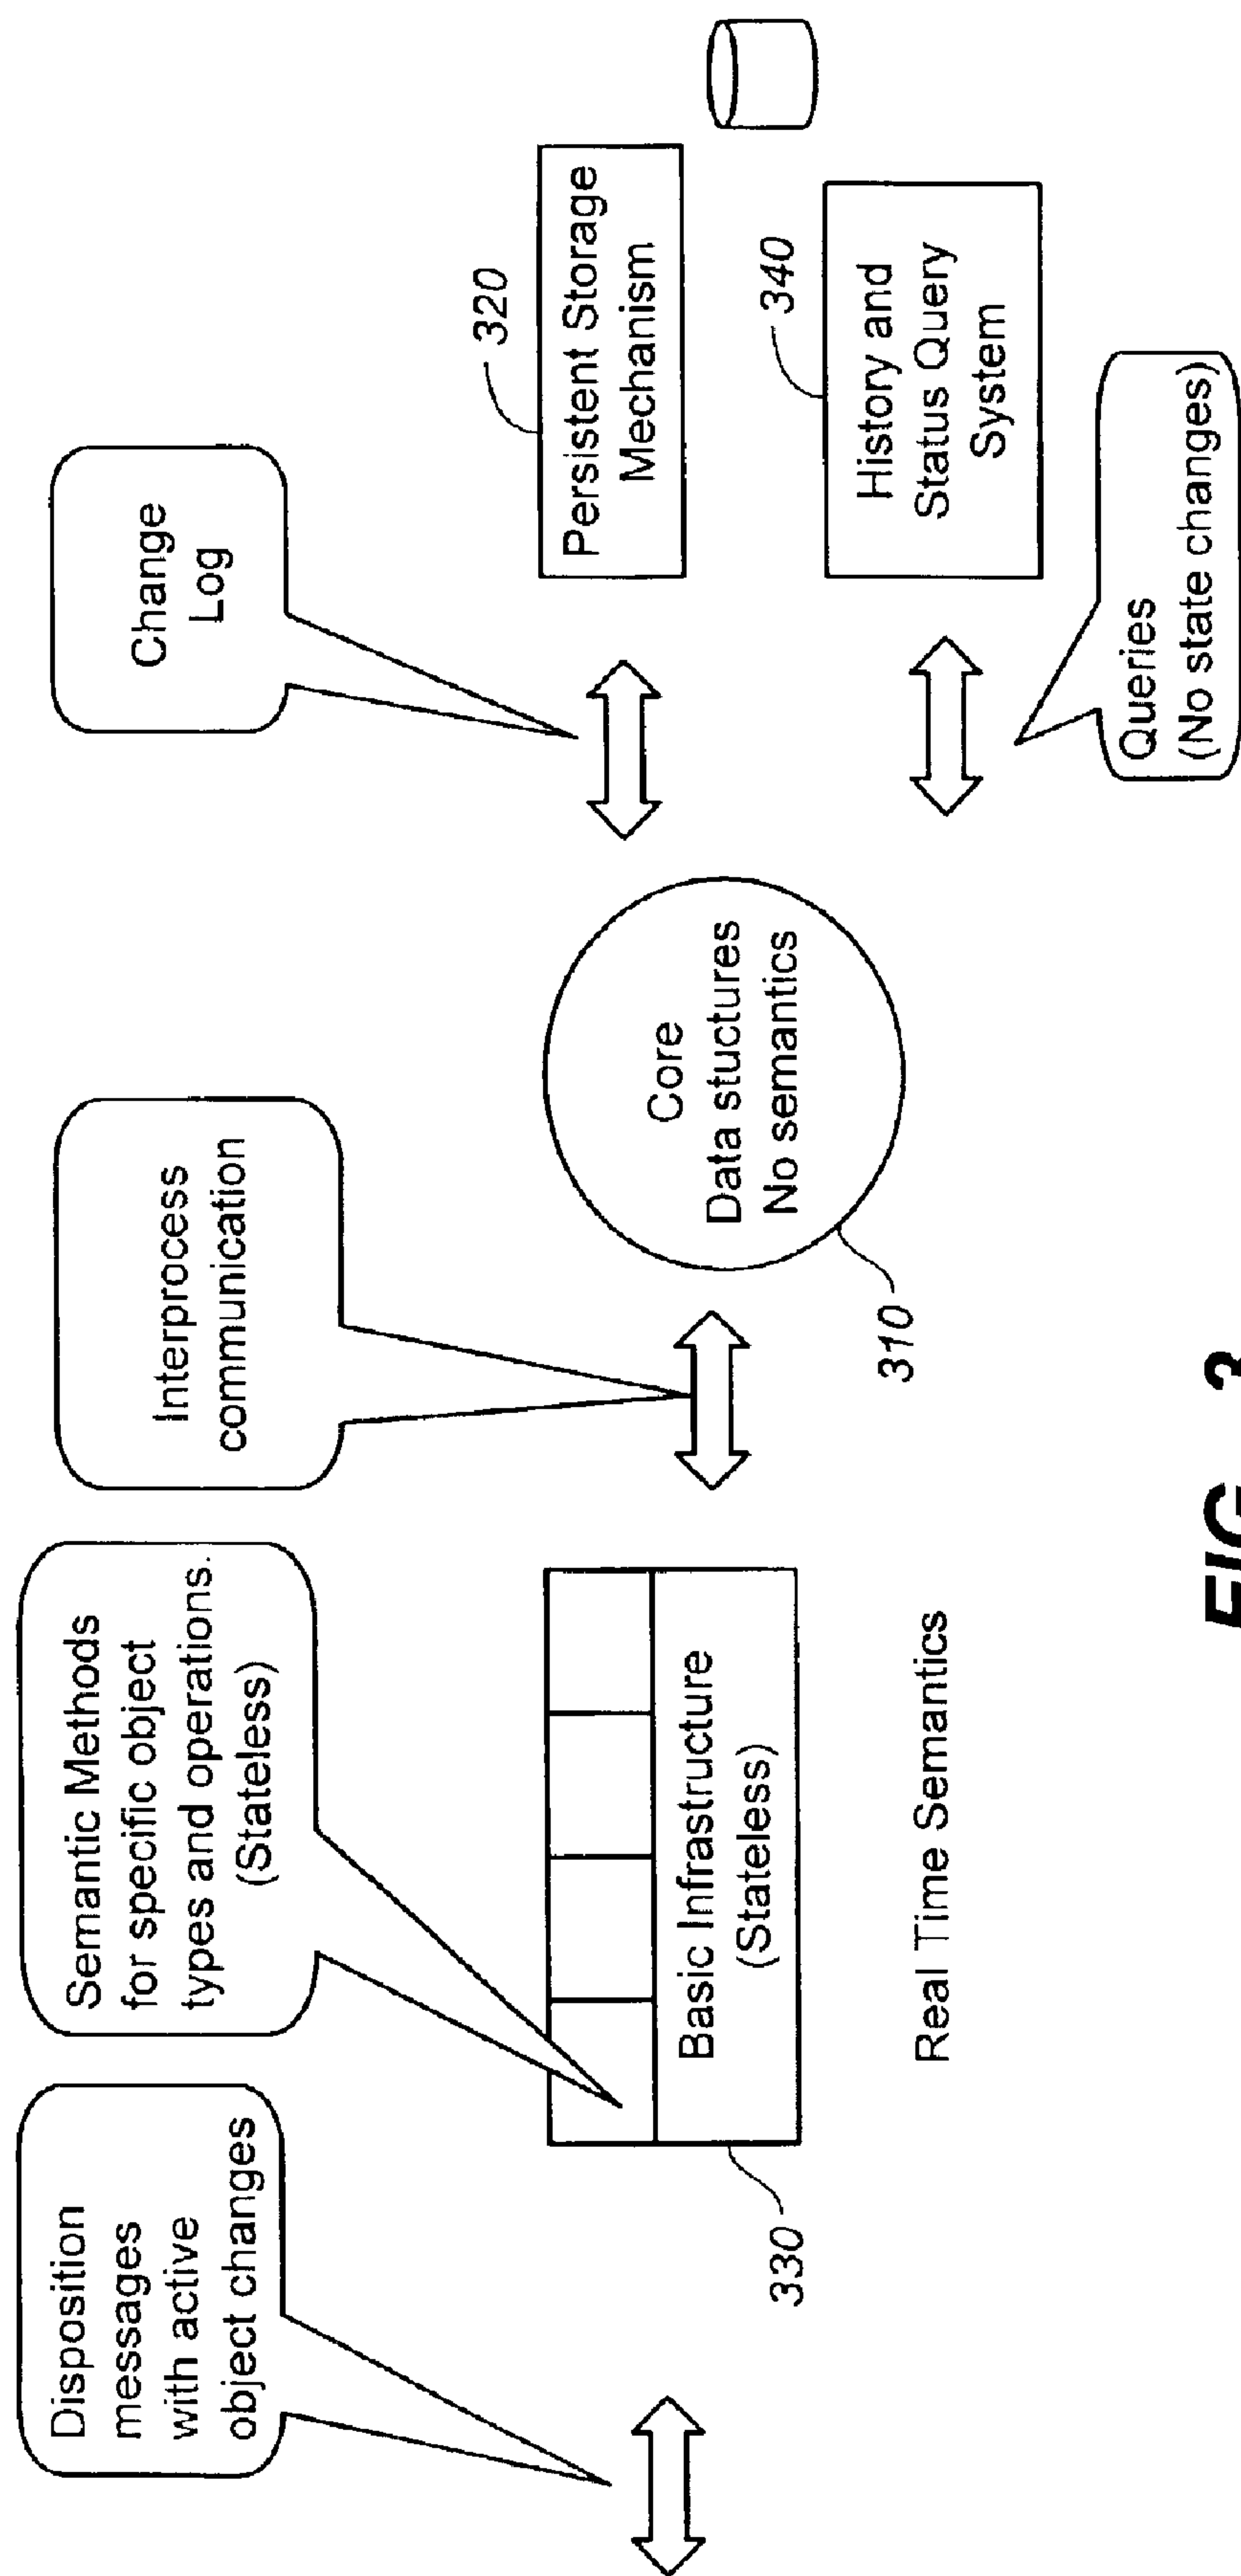 Disposition
messages
with active
object changes
Semantic Methods
for specific object
types and operations.
(Stateless)
Interprocess
communication
Change
Log
320
Persistent Storage
Mechanism
Basic Infrastructure
(Stateless)
330
Real Time Semantics
Core
Data stuctures
No semantics
310
340
History and
Status Query
System
Queries
(No state changes)
FIG._3